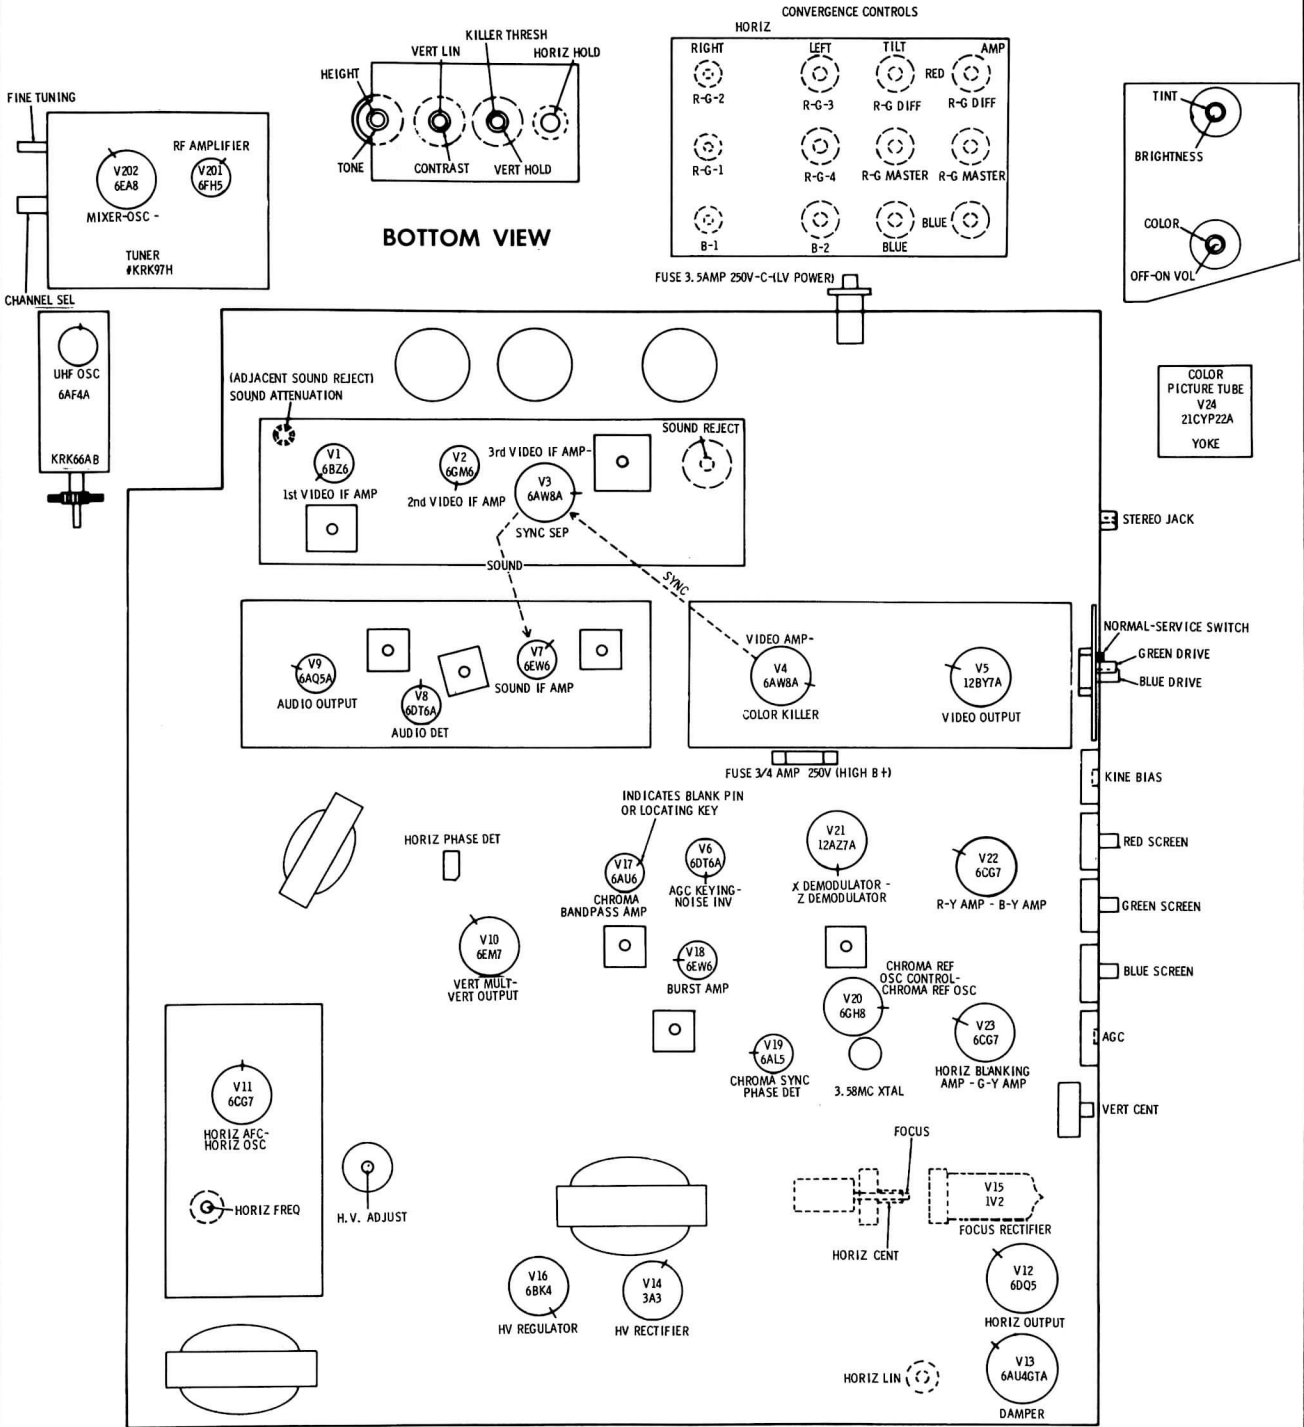 CONVERGENCE CONTROLS
HORIZ
RIGHT
LEFT
TILT
AMP
RED
R-G-2
R-G-3
R-G DIFF
R-G DIFF
R-G-1
R-G-4
R-G MASTER
R-G MASTER
BLUE
B-1
B-2
BLUE
KILLER THRESH
VERT LIN
HORIZ HOLD
HEIGHT
TONE
CONTRAST
VERT HOLD
BOTTOM VIEW
FINE TUNING
RF AMPLIFIER
V202
6EA8
V201
6FH5
MIXER-OSC -
TUNER
#KRK97H
CHANNEL SEL
TINT
BRIGHTNESS
COLOR
OFF-ON VOL
FUSE 3.5AMP 250V-C-(LV POWER)
UHF OSC
6AF4A
KRK66AB
(ADJACENT SOUND REJECT)
SOUND ATTENUATION
COLOR
PICTURE TUBE
V24
21CYP22A
YOKE
SOUND REJECT
V1
6BZ6
1st VIDEO IF AMP
V2
6GM6
2nd VIDEO IF AMP
3rd VIDEO IF AMP-
V3
6AW8A
SYNC SEP
SOUND
SYNC
STEREO JACK
NORMAL-SERVICE SWITCH
GREEN DRIVE
BLUE DRIVE
V9
6AQ5A
AUDIO OUTPUT
V8
6DT6A
AUDIO DET
V7
6EW6
SOUND IF AMP
VIDEO AMP-
V4
6AW8A
COLOR KILLER
V5
12BY7A
VIDEO OUTPUT
FUSE 3/4 AMP 250V (HIGH B+)
KINE BIAS
INDICATES BLANK PIN
OR LOCATING KEY
HORIZ PHASE DET
V17
6AU6
CHROMA
BANDPASS AMP
V6
6DT6A
AGC KEYING-
NOISE INV
V21
12AZ7A
X DEMODULATOR -
Z DEMODULATOR
V22
6CG7
R-Y AMP - B-Y AMP
RED SCREEN
GREEN SCREEN
BLUE SCREEN
V10
6EM7
VERT MULT-
VERT OUTPUT
V18
6EW6
BURST AMP
CHROMA REF
OSC CONTROL-
CHROMA REF OSC
V20
6GH8
V23
6CG7
HORIZ BLANKING
AMP - G-Y AMP
AGC
V19
6AL5
CHROMA SYNC
PHASE DET
3.58MC XTAL
VERT CENT
V11
6CG7
HORIZ AFC-
HORIZ OSC
HORIZ FREQ
H.V. ADJUST
FOCUS
HORIZ CENT
V15
1V2
FOCUS RECTIFIER
V16
6BK4
HV REGULATOR
V14
3A3
HV RECTIFIER
V12
6DQ5
HORIZ OUTPUT
HORIZ LIN
V13
6AU4GTA
DAMPER